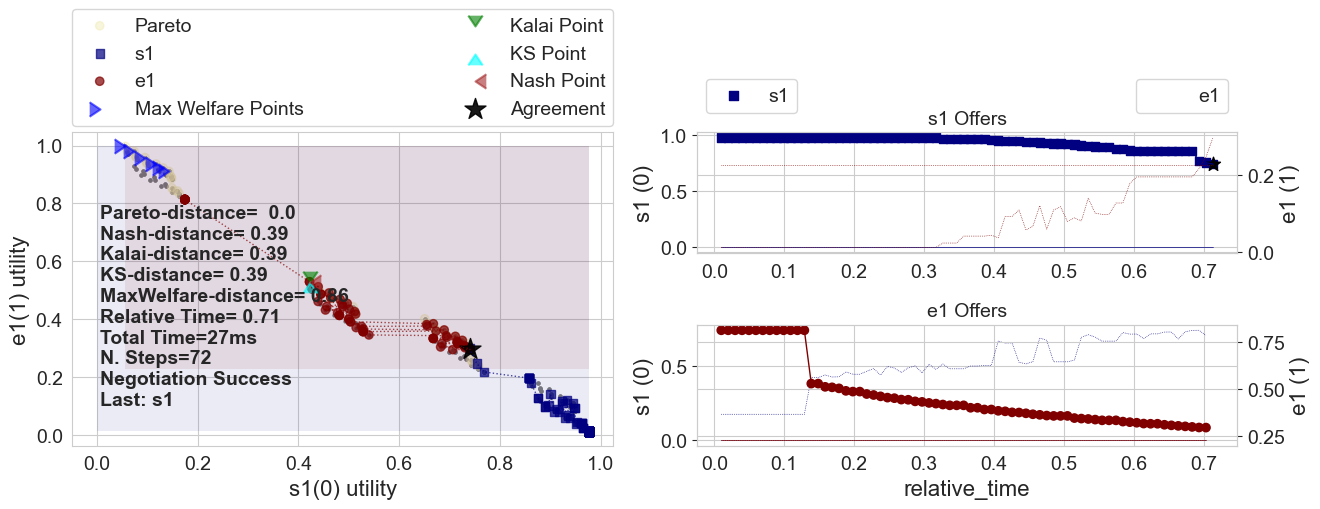 Pareto
s1
e1
Max Welfare Points
Kalai Point
KS Point
Nash Point
Agreement
e1(1) utility
1.0
0.8
0.6
0.4
0.2
0.0
Pareto-distance=  0.0
Nash-distance= 0.39
Kalai-distance= 0.39
KS-distance= 0.39
MaxWelfare-distance= 0.86
Relative Time= 0.71
Total Time=27ms
N. Steps=72
Negotiation Success
Last: s1
0.0 0.2 0.4 0.6 0.8 1.0
s1(0) utility
s1
e1
s1 Offers
s1 (0)
1.0
0.5
0.0
0.2
0.0
e1 (1)
0.0 0.1 0.2 0.3 0.4 0.5 0.6 0.7
e1 Offers
s1 (0)
0.5
0.0
0.75
0.50
0.25
e1 (1)
0.0 0.1 0.2 0.3 0.4 0.5 0.6 0.7
relative_time